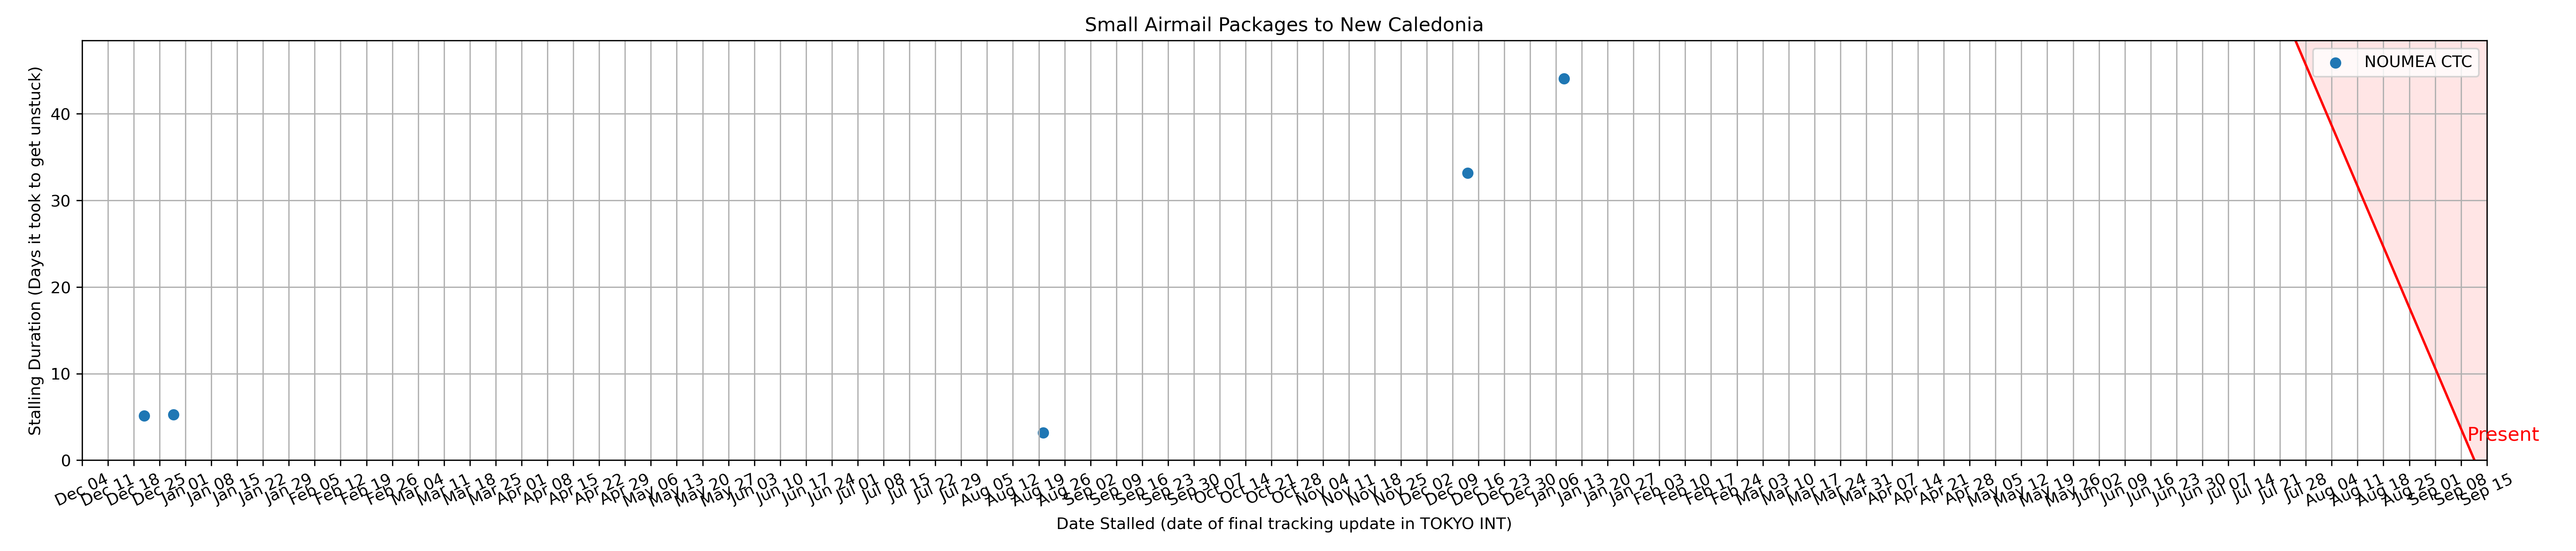 Small Airmail Packages to New Caledonia
NOUMEA CTC
Stalling Duration (Days it took to get unstuck)
40
30
20
10
0
Present
Dec 04 Dec 11 Dec 18 Dec 25 Jan 01 Jan 08 Jan 15 Jan 22 Jan 29 Feb 05 Feb 12 Feb 19 Feb 26 Mar 04 Mar 11 Mar 18 Mar 25 Apr 01 Apr 08 Apr 15 Apr 22 Apr 29 May 06 May 13 May 20 May 27 Jun 03 Jun 10 Jun 17 Jun 24 Jul 01 Jul 08 Jul 15 Jul 22 Jul 29 Aug 05 Aug 12 Aug 19 Aug 26 Sep 02 Sep 09 Sep 16 Sep 23 Sep 30 Oct 07 Oct 14 Oct 21 Oct 28 Nov 04 Nov 11 Nov 18 Nov 25 Dec 02 Dec 09 Dec 16 Dec 23 Dec 30 Jan 06 Jan 13 Jan 20 Jan 27 Feb 03 Feb 10 Feb 17 Feb 24 Mar 03 Mar 10 Mar 17 Mar 24 Mar 31 Apr 07 Apr 14 Apr 21 Apr 28 May 05 May 12 May 19 May 26 Jun 02 Jun 09 Jun 16 Jun 23 Jun 30 Jul 07 Jul 14 Jul 21 Jul 28 Aug 04 Aug 11 Aug 18 Aug 25 Sep 01 Sep 08 Sep 15
Date Stalled (date of final tracking update in TOKYO INT)